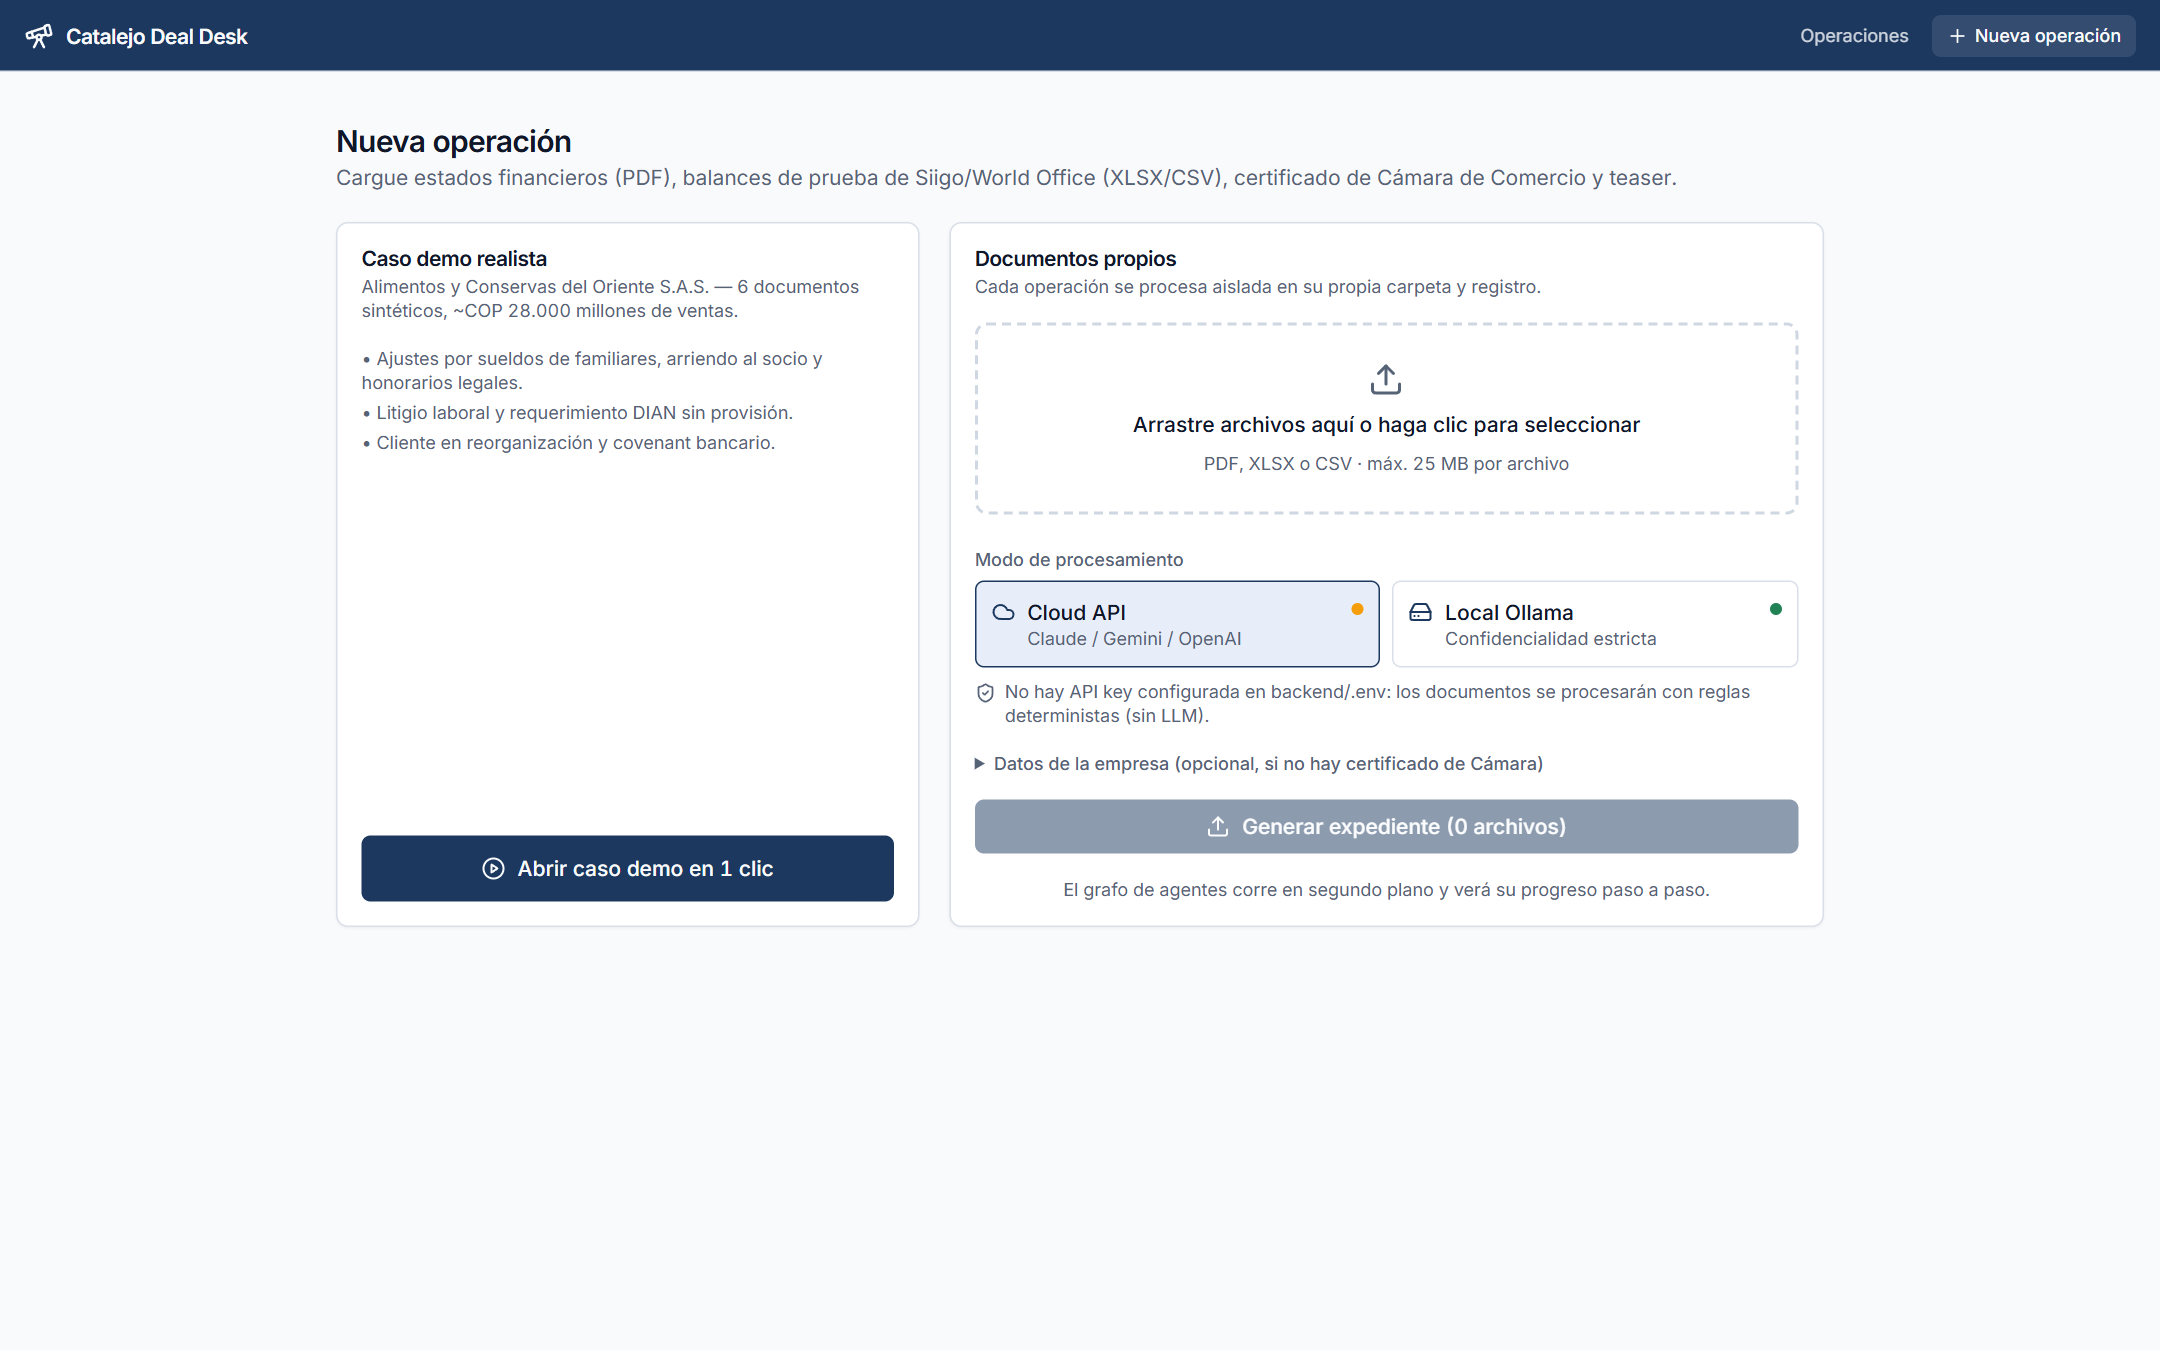 Catalejo Deal Desk
Operaciones
Nueva operación
Nueva operación
Cargue estados financieros (PDF), balances de prueba de Siigo/World Office (XLSX/CSV), certificado de Cámara de Comercio y teaser.
Caso demo realista
Alimentos y Conservas del Oriente S.A.S. — 6 documentos
sintéticos, ~COP 28.000 millones de ventas.
• Ajustes por sueldos de familiares, arriendo al socio y
honorarios legales.
• Litigio laboral y requerimiento DIAN sin provisión.
• Cliente en reorganización y covenant bancario.
Abrir caso demo en 1 clic
Documentos propios
Cada operación se procesa aislada en su propia carpeta y registro.
Arrastre archivos aquí o haga clic para seleccionar
PDF, XLSX o CSV · máx. 25 MB por archivo
Modo de procesamiento
Cloud API
Claude / Gemini / OpenAI
Local Ollama
Confidencialidad estricta
No hay API key configurada en backend/.env: los documentos se procesarán con reglas
deterministas (sin LLM).
Datos de la empresa (opcional, si no hay certificado de Cámara)
Generar expediente (0 archivos)
El grafo de agentes corre en segundo plano y verá su progreso paso a paso.